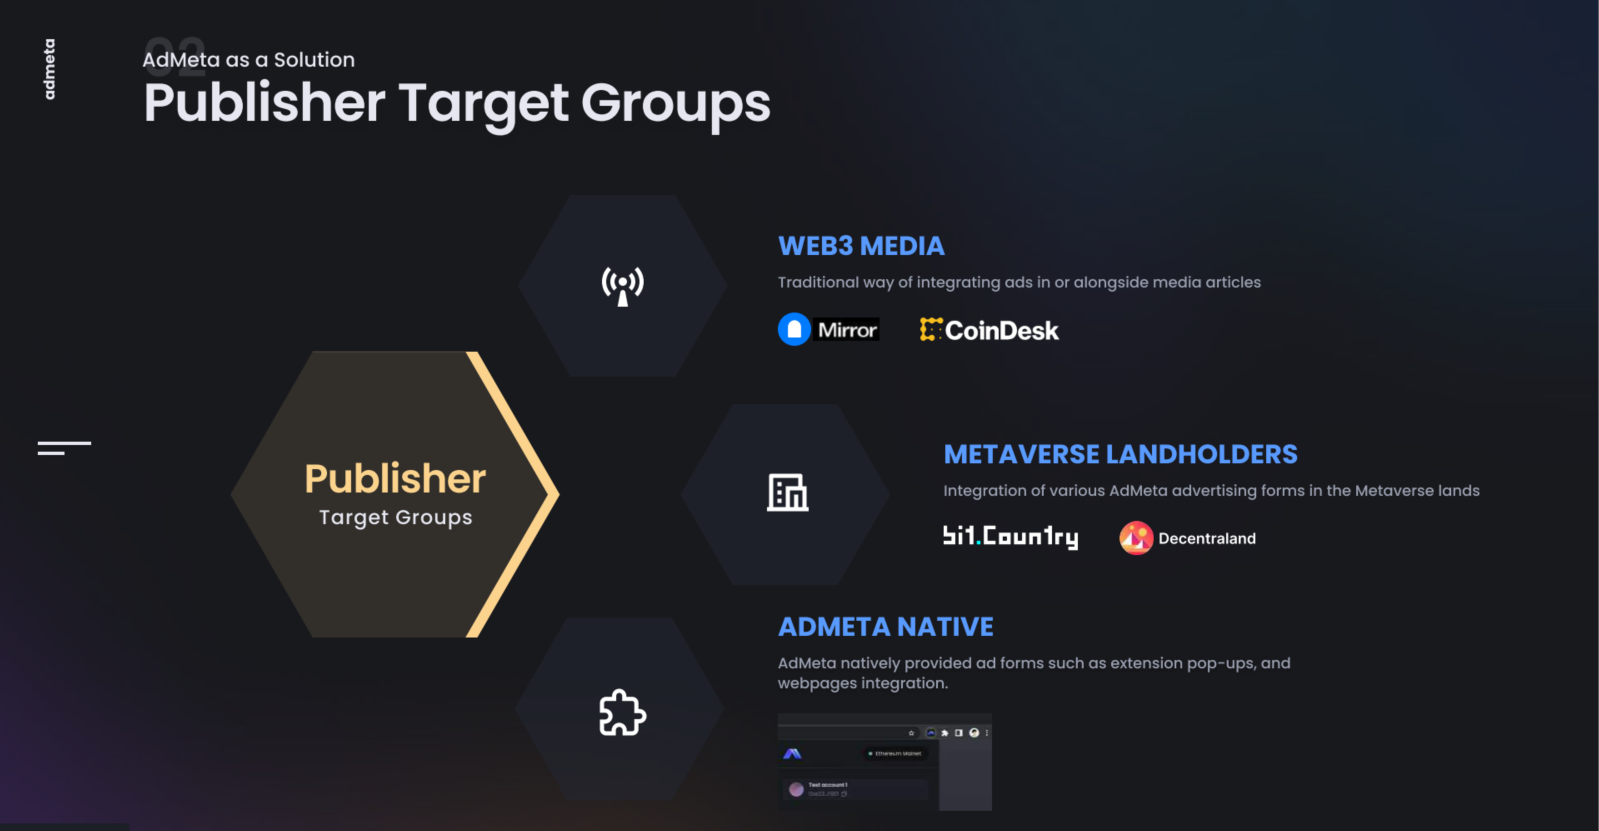 admeta
02
AdMeta as a Solution
Publisher Target Groups
WEB3 MEDIA
Traditional way of integrating ads in or alongside media articles
Mirror
CoinDesk
Publisher
Target Groups
METAVERSE LANDHOLDERS
Integration of various AdMeta advertising forms in the Metaverse lands
bit.Country
Decentraland
ADMETA NATIVE
AdMeta natively provided ad forms such as extension pop-ups, and
webpages integration.
Ethereum Mainnet
Test account 1